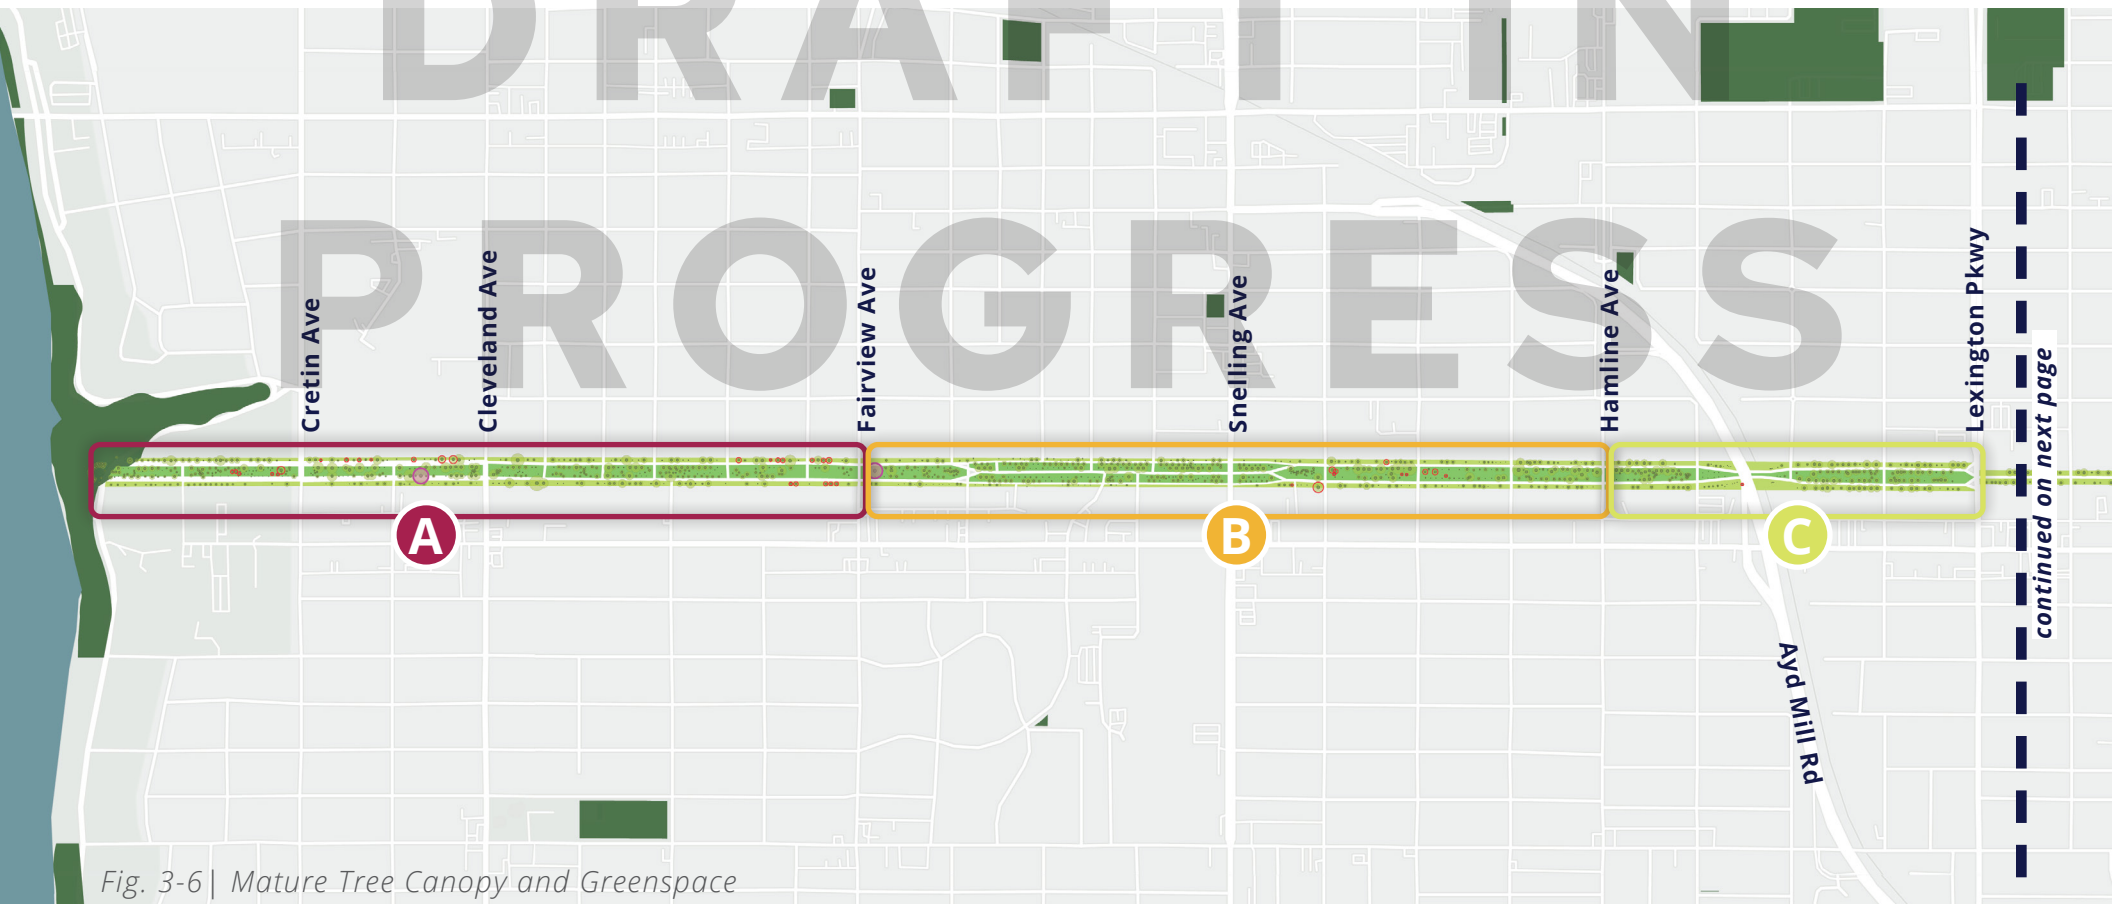 DRAFT IN
PROGRESS
Cretin Ave
Cleveland Ave
Fairview Ave
Snelling Ave
Hamline Ave
Lexington Pkwy
continued on next page
A
B
C
Ayd Mill Rd
Fig. 3-6| Mature Tree Canopy and Greenspace